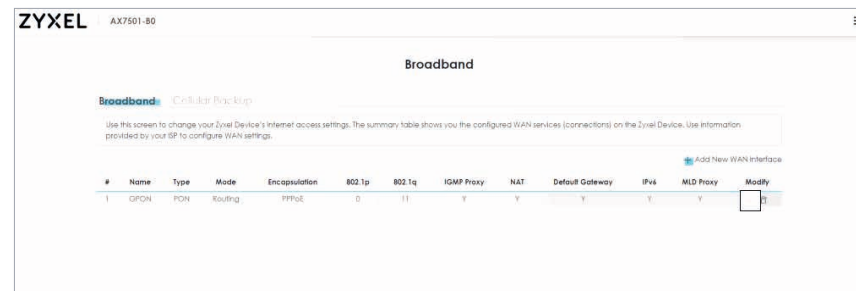 ZYXEL AX7501-B0
Broadband
Broadband Cellular Backup
Use this screen to change your Zyxel Device's internet access settings. The summary table shows you the configured WAN services (connections) on the Zyxel Device. Use information
provided by your ISP to configure WAN settings.
Add New WAN Interface
# Name Type Mode Encapsulation 802.1p 802.1q IGMP Proxy NAT Default Gateway IPv6 MLD Proxy Modify
1 GPON PON Routing PPPoE 0 11 Y Y Y Y Y